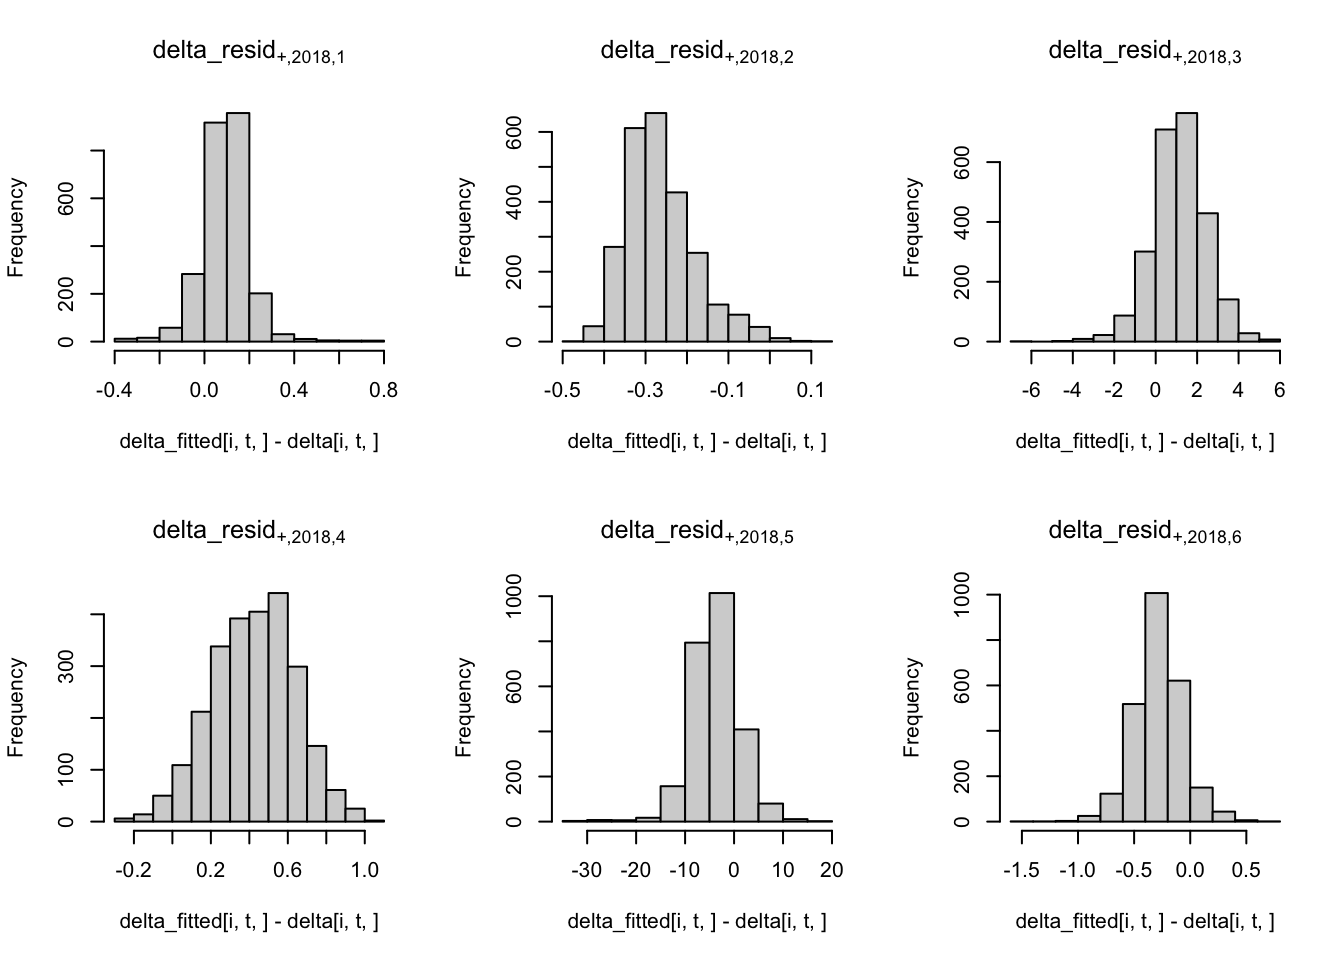 delta_resid+,2018,1
Frequency
200
600
0
-0.4 0.0 0.4 0.8
delta_fitted[i, t, ] - delta[i, t, ]
delta_resid+,2018,2
Frequency
0 200 400 600
-0.5 -0.3 -0.1 0.1
delta_fitted[i, t, ] - delta[i, t, ]
delta_resid+,2018,3
Frequency
0 200 400 600
-6 -4 -2 0 2 4 6
delta_fitted[i, t, ] - delta[i, t, ]
delta_resid+,2018,4
Frequency
0 100 300
-0.2 0.2 0.6 1.0
delta_fitted[i, t, ] - delta[i, t, ]
delta_resid+,2018,5
Frequency
0 200 600 1000
-30 -20 -10 0 10 20
delta_fitted[i, t, ] - delta[i, t, ]
delta_resid+,2018,6
Frequency
0 200 600 1000
-1.5 -1.0 -0.5 0.0 0.5
delta_fitted[i, t, ] - delta[i, t, ]